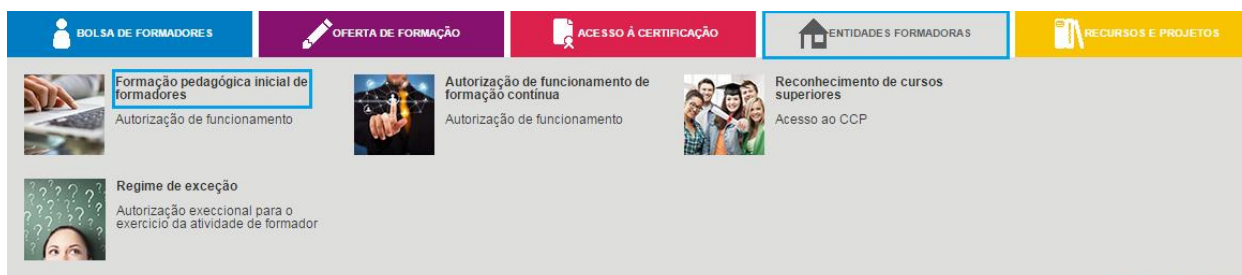 BOLSA DE FORMADORES
OFERTA DE FORMAÇÃO
ACESSO À CERTIFICAÇÃO
ENTIDADES FORMADORAS
RECURSOS E PROJETOS
Formação pedagógica inicial de
formadores
Autorização de funcionamento
Autorização de funcionamento de
formação contínua
Autorização de funcionamento
Reconhecimento de cursos
superiores
Acesso ao CCP
Regime de exceção
Autorização execcional para o
exercicio da atividade de formador